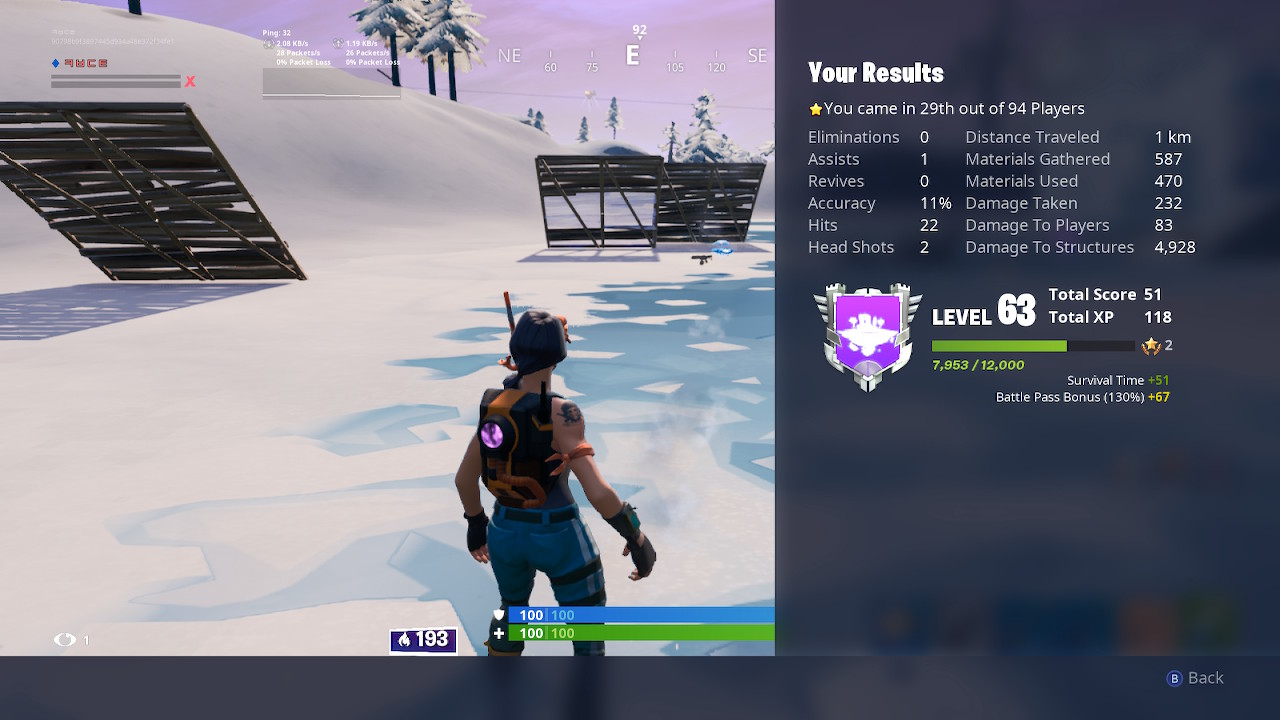 Ping: 32
2.08 KB/s 1.19 KB/s
28 Packets/s 26 Packets/s
0% Packet Loss 0% Packet Loss
92
NE E SE
60 75 105 120
100 100
100 100
193
1
Your Results
You came in 29th out of 94 Players
Eliminations 0 Distance Traveled 1 km
Assists 1 Materials Gathered 587
Revives 0 Materials Used 470
Accuracy 11% Damage Taken 232
Hits 22 Damage To Players 83
Head Shots 2 Damage To Structures 4,928
LEVEL 63
Total Score 51
Total XP 118
2
7,953 / 12,000
Survival Time +51
Battle Pass Bonus (130%) +67
B Back